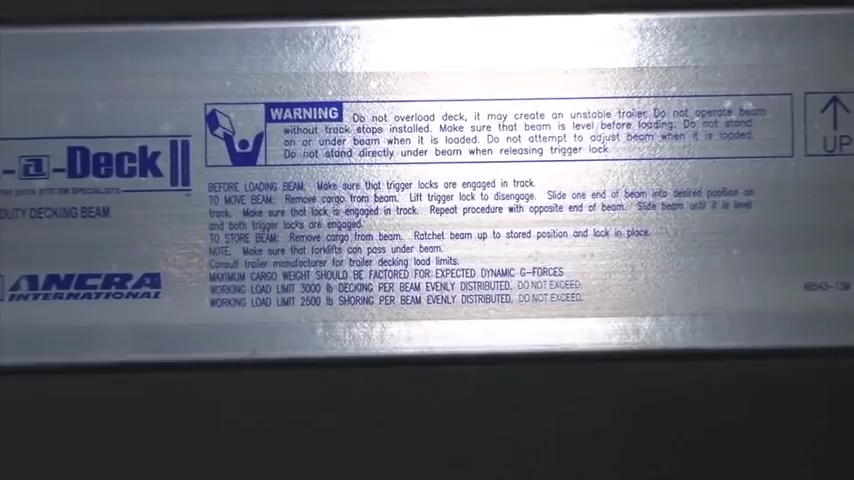 -a-Deck II
THE DECK SYSTEM SPECIALISTS
DUTY DECKING BEAM
ANCRA
INTERNATIONAL
WARNING Do not overload deck, it may create an unstable trailer. Do not operate beam
without track stops installed. Make sure that beam is level before loading. Do not stand
on or under beam when it is loaded. Do not attempt to adjust beam when it is loaded.
Do not stand directly under beam when releasing trigger lock.
BEFORE LOADING BEAM: Make sure that trigger locks are engaged in track.
TO MOVE BEAM: Remove cargo from beam. Lift trigger lock to disengage. Slide one end of beam into desired position on
track. Make sure that lock is engaged in track. Repeat procedure with opposite end of beam. Slide beam until it is level
and both trigger locks are engaged.
TO STORE BEAM: Remove cargo from beam. Ratchet beam up to stored position and lock in place.
NOTE: Make sure that forklifts can pass under beam.
Consult trailer manufacturer for trailer decking load limits.
MAXIMUM CARGO WEIGHT SHOULD BE FACTORED FOR EXPECTED DYNAMIC G-FORCES
WORKING LOAD LIMIT 3000 lb DECKING PER BEAM EVENLY DISTRIBUTED. DO NOT EXCEED.
WORKING LOAD LIMIT 2500 lb SHORING PER BEAM EVENLY DISTRIBUTED. DO NOT EXCEED.
UP